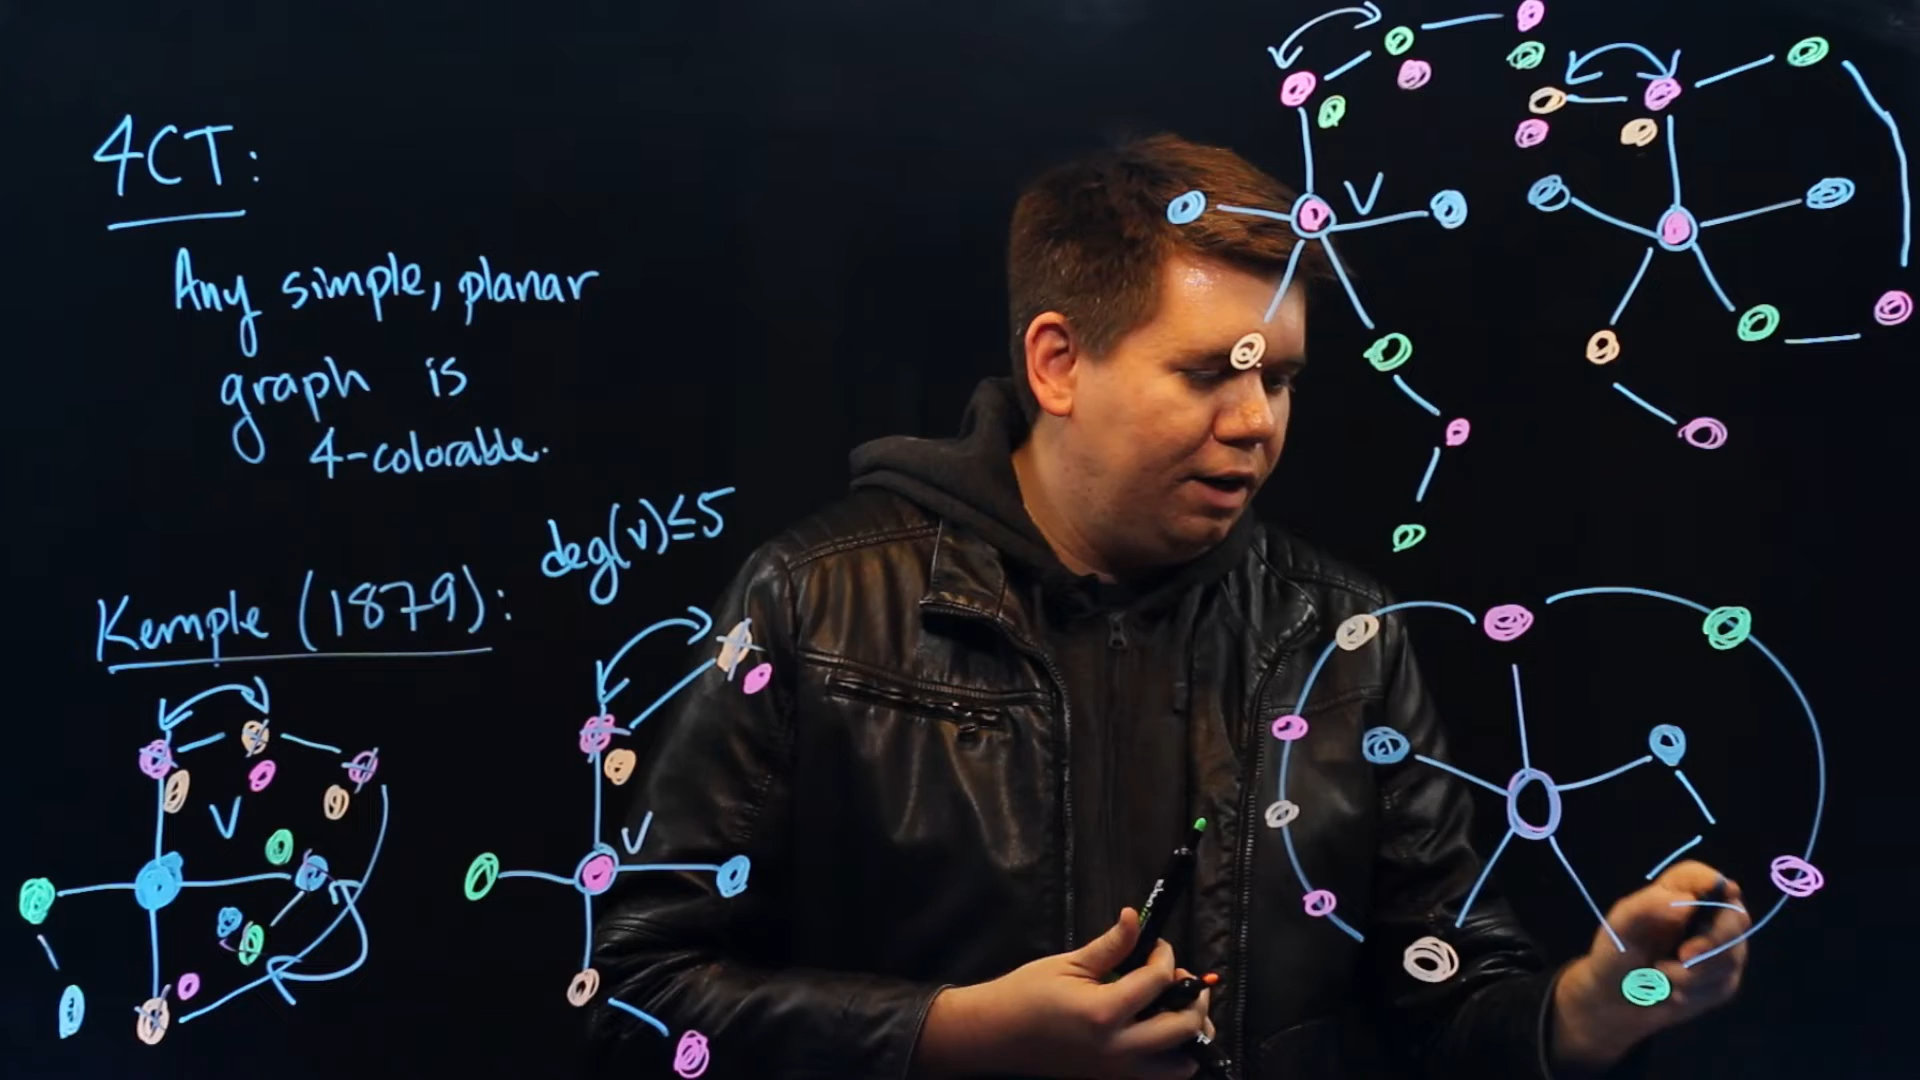 4CT:
Any simple, planar
graph is
4-colorable.
Kemple (1879):
deg(v)≤5
V
V
V